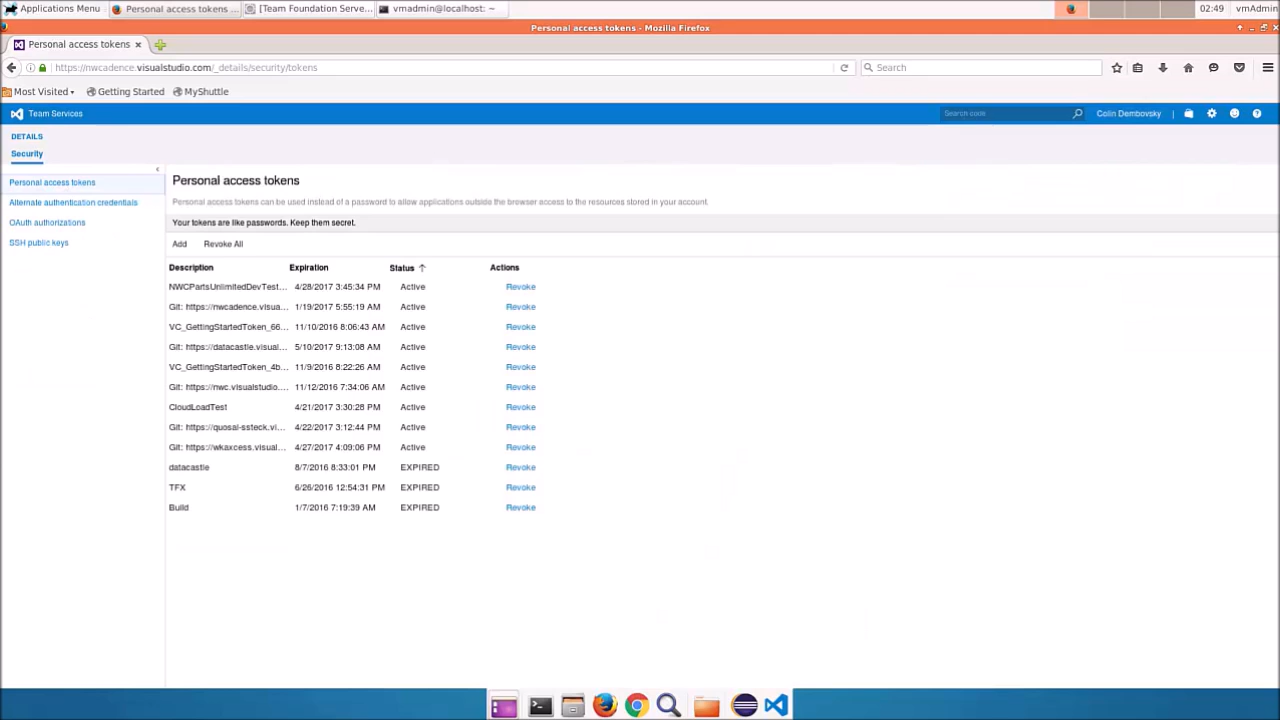 Applications Menu Personal access tokens ... [Team Foundation Serve... vmadmin@localhost: ~ 02:49 vmAdmin
Personal access tokens - Mozilla Firefox
Personal access tokens
https://nwcadence.visualstudio.com/_details/security/tokens Search
Most Visited Getting Started MyShuttle
Team Services Search code Colin Dembovsky
DETAILS
Security
Personal access tokens
Alternate authentication credentials
OAuth authorizations
SSH public keys
Personal access tokens
Personal access tokens can be used instead of a password to allow applications outside the browser access to the resources stored in your account.
Your tokens are like passwords. Keep them secret.
Add Revoke All
Description Expiration Status Actions
NWCPartsUnlimitedDevTest... 4/28/2017 3:45:34 PM Active Revoke
Git: https://nwcadence.visua... 1/19/2017 5:55:19 AM Active Revoke
VC_GettingStartedToken_66... 11/10/2016 8:06:43 AM Active Revoke
Git: https://datacastle.visual... 5/10/2017 9:13:08 AM Active Revoke
VC_GettingStartedToken_4b... 11/9/2016 8:22:26 AM Active Revoke
Git: https://nwc.visualstudio.... 11/12/2016 7:34:06 AM Active Revoke
CloudLoadTest 4/21/2017 3:30:28 PM Active Revoke
Git: https://quosal-ssteck.vi... 4/22/2017 3:12:44 PM Active Revoke
Git: https://wkaxcess.visual... 4/27/2017 4:09:06 PM Active Revoke
datacastle 8/7/2016 8:33:01 PM EXPIRED Revoke
TFX 6/26/2016 12:54:31 PM EXPIRED Revoke
Build 1/7/2016 7:19:39 AM EXPIRED Revoke